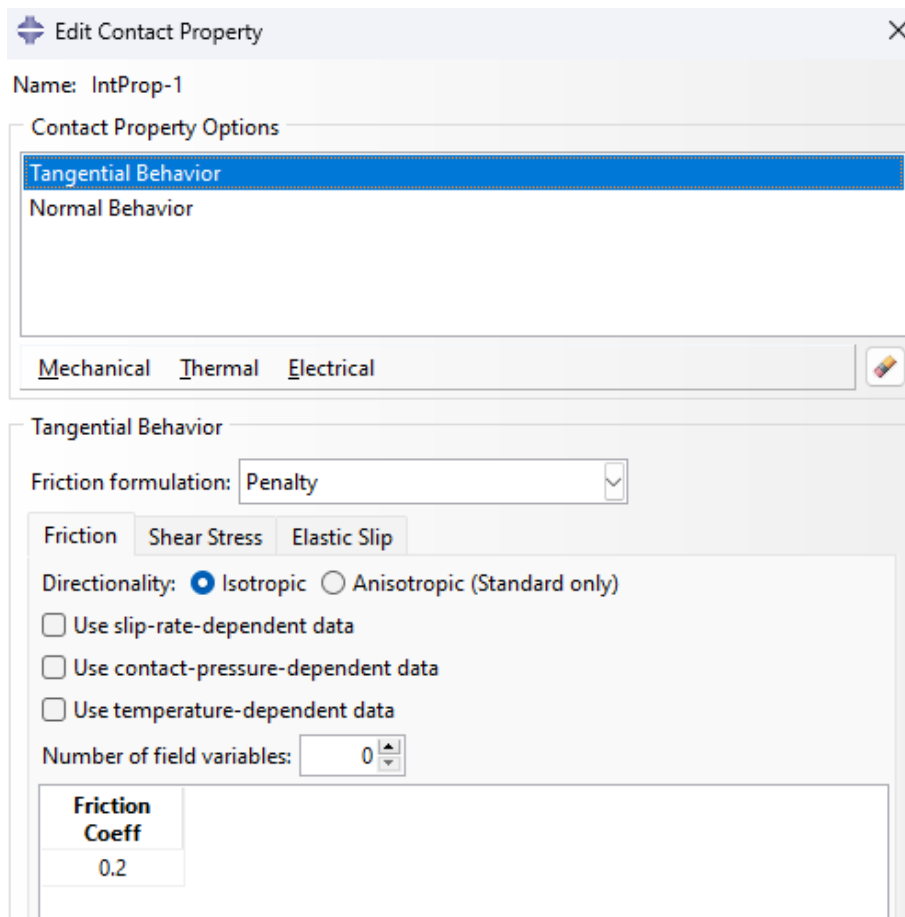 Edit Contact Property
Name: IntProp-1
Contact Property Options
Tangential Behavior
Normal Behavior
Mechanical Thermal Electrical
Tangential Behavior
Friction formulation: Penalty
Friction Shear Stress Elastic Slip
Directionality: Isotropic Anisotropic (Standard only)
Use slip-rate-dependent data
Use contact-pressure-dependent data
Use temperature-dependent data
Number of field variables: 0
Friction
Coeff
0.2